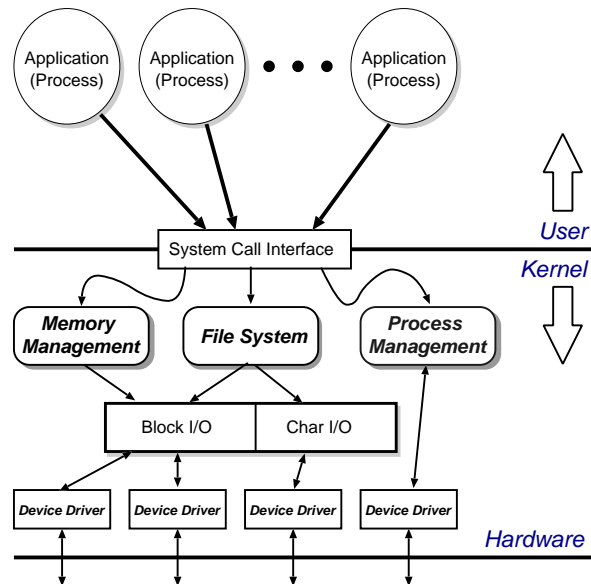 Application
(Process)
Application
(Process)
Application
(Process)
User
System Call Interface
Kernel
Memory
Management
File System
Process
Management
Block I/O
Char I/O
Device Driver
Device Driver
Device Driver
Device Driver
Hardware